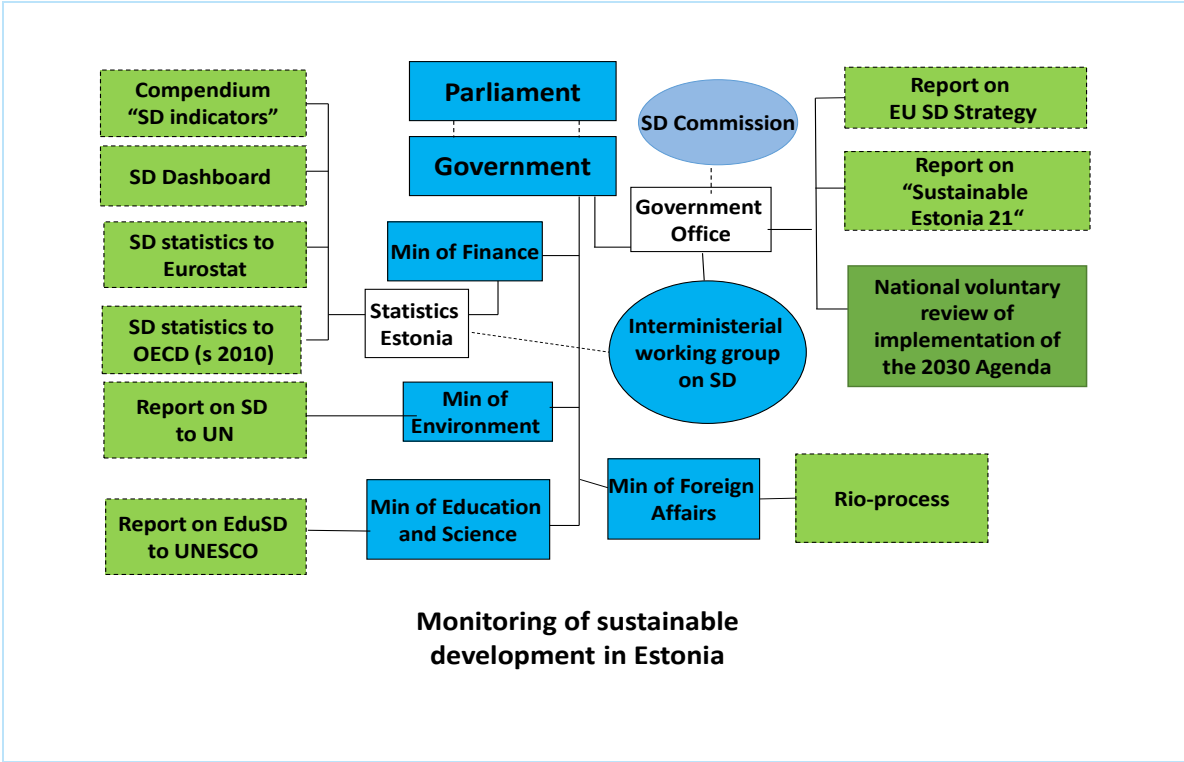 Compendium
“SD indicators”
SD Dashboard
SD statistics to
Eurostat
SD statistics to
OECD (s 2010)
Report on SD
to UN
Report on EduSD
to UNESCO
Parliament
Government
Min of Finance
Statistics
Estonia
Min of
Environment
Min of Education
and Science
SD Commission
Government
Office
Interministerial
working group
on SD
Min of Foreign
Affairs
Report on
EU SD Strategy
Report on
“Sustainable
Estonia 21“
National voluntary
review of
implementation of
the 2030 Agenda
Rio-process
Monitoring of sustainable
development in Estonia